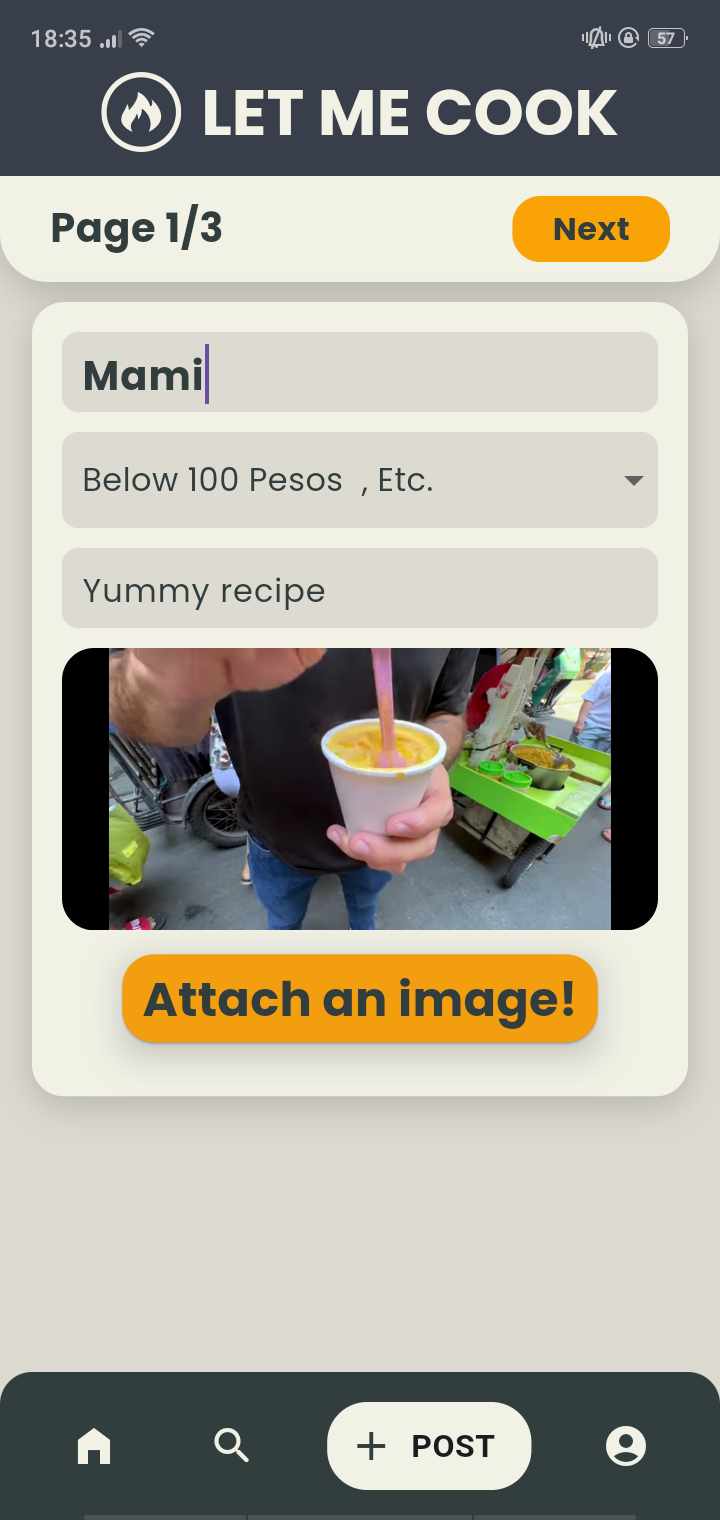 18:35
57
LET ME COOK
Page 1/3
Next
Mami
Below 100 Pesos , Etc.
Yummy recipe
Attach an image!
POST